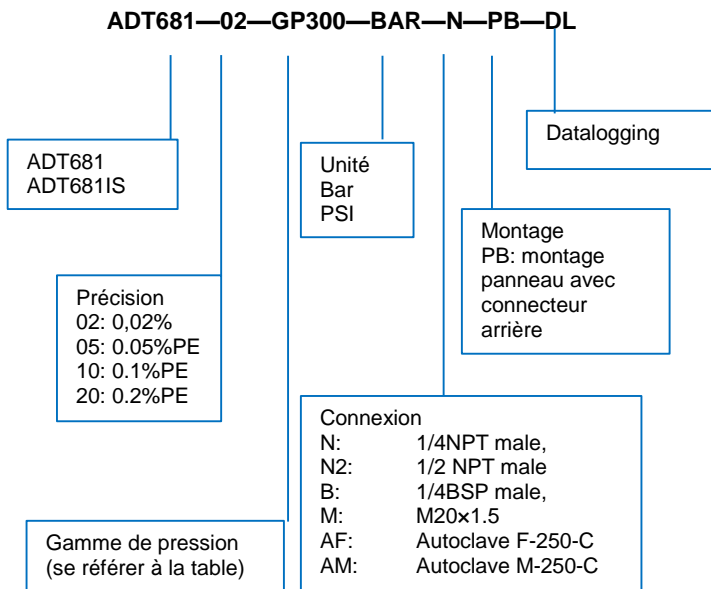 ADT681—02—GP300—BAR—N—PB—DL
Datalogging
ADT681
ADT681IS
Unité
Bar
PSI
Montage
PB: montage
panneau avec
connecteur
arrière
Précision
02: 0,02%
05: 0.05%PE
10: 0.1%PE
20: 0.2%PE
Connexion
N: 1/4NPT male,
N2: 1/2 NPT male
B: 1/4BSP male,
M: M20×1.5
AF: Autoclave F-250-C
AM: Autoclave M-250-C
Gamme de pression
(se référer à la table)